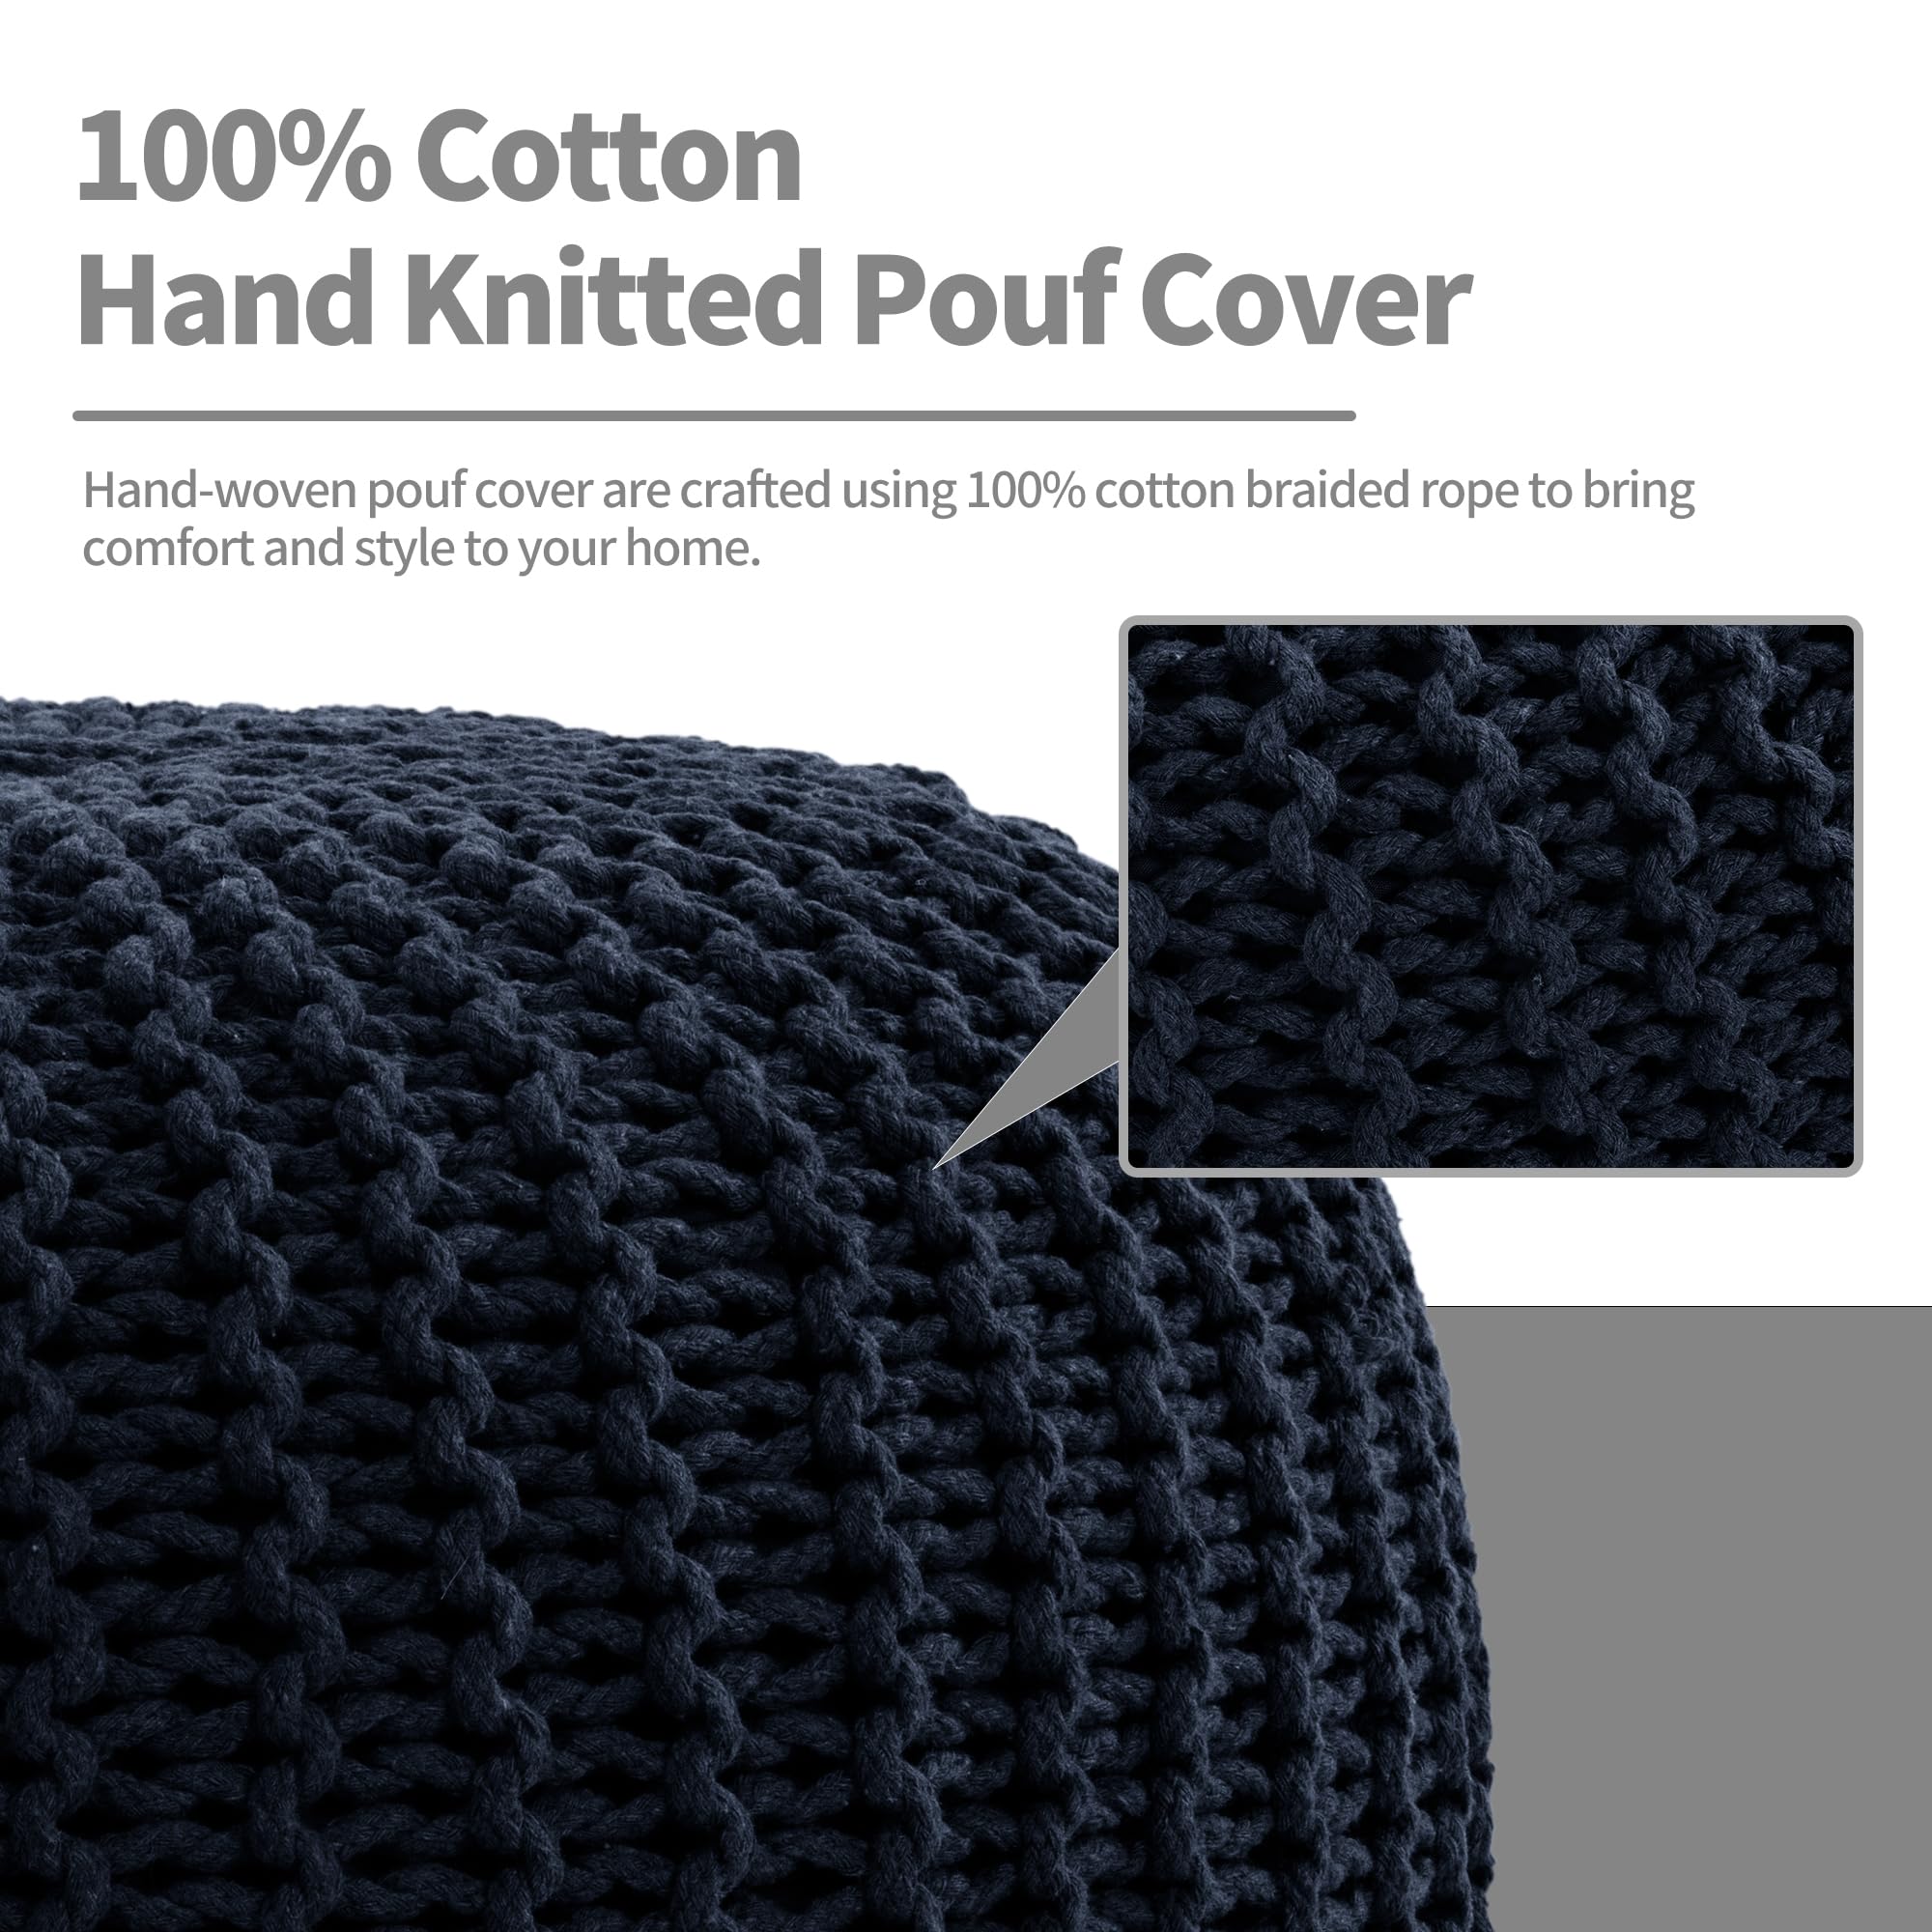 100% Cotton
Hand Knitted Pouf Cover
Hand-woven pouf cover are crafted using 100% cotton braided rope to bring
comfort and style to your home.